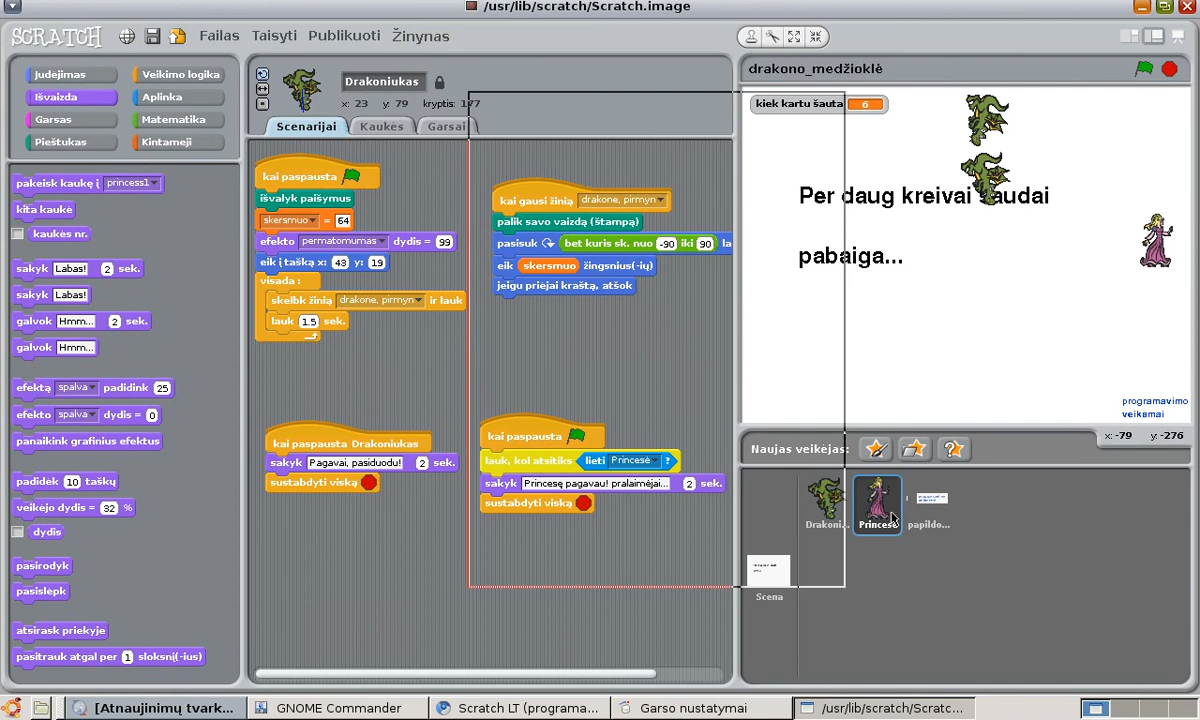 /usr/lib/scratch/Scratch.image
SCRATCH
Failas Taisyti Publikuoti Žinynas
Judėjimas
Veikimo logika
Išvaizda
Aplinka
Garsas
Matematika
Pieštukas
Kintameji
pakeisk kaukę į princess1
kita kaukė
kaukės nr.
sakyk Labas! 2 sek.
sakyk Labas!
galvok Hmm... 2 sek.
galvok Hmm...
efektą spalva padidink 25
efekto spalva dydis = 0
panaikink grafinius efektus
padidėk 10 taškų
veikėjo dydis = 32 %
dydis
pasirodyk
pasislėpk
atsirask priekyje
pasitrauk atgal per 1 sloksnį(-ius)
Drakoniukas
x: 23 y: 79 kryptis: 177
Scenarijai Kaukės Garsai
kai paspausta
išvalyk paišymus
skersmuo = 64
efekto permatomumas dydis = 99
eik į tašką x: 43 y: 19
visada :
skelbk žinią drakone, pirmyn ir lauk
lauk 1.5 sek.
kai gausi žinią drakone, pirmyn
palik savo vaizdą (štampą)
pasisuk bet kuris sk. nuo -90 iki 90 la
eik skersmuo žingsnius(-ių)
jeigu priėjai kraštą, atšok
kai paspausta Drakoniukas
sakyk Pagavai, pasiduodu! 2 sek.
sustabdyti viską
kai paspausta
lauk, kol atsitiks lieti Princesė ?
sakyk Princesę pagavau! pralaimėjai... 2 sek.
sustabdyti viską
drakono_medžioklė
kiek kartu šauta 6
Per daug kreivai šaudai
pabaiga...
programavimo
veiksmai
x: -79 y: -276
Naujas veikėjas:
Drakoni... Princesė papildo...
Scena
[Atnaujinimų tvark... GNOME Commander Scratch LT (programa... Garso nustatymai /usr/lib/scratch/Scratc...